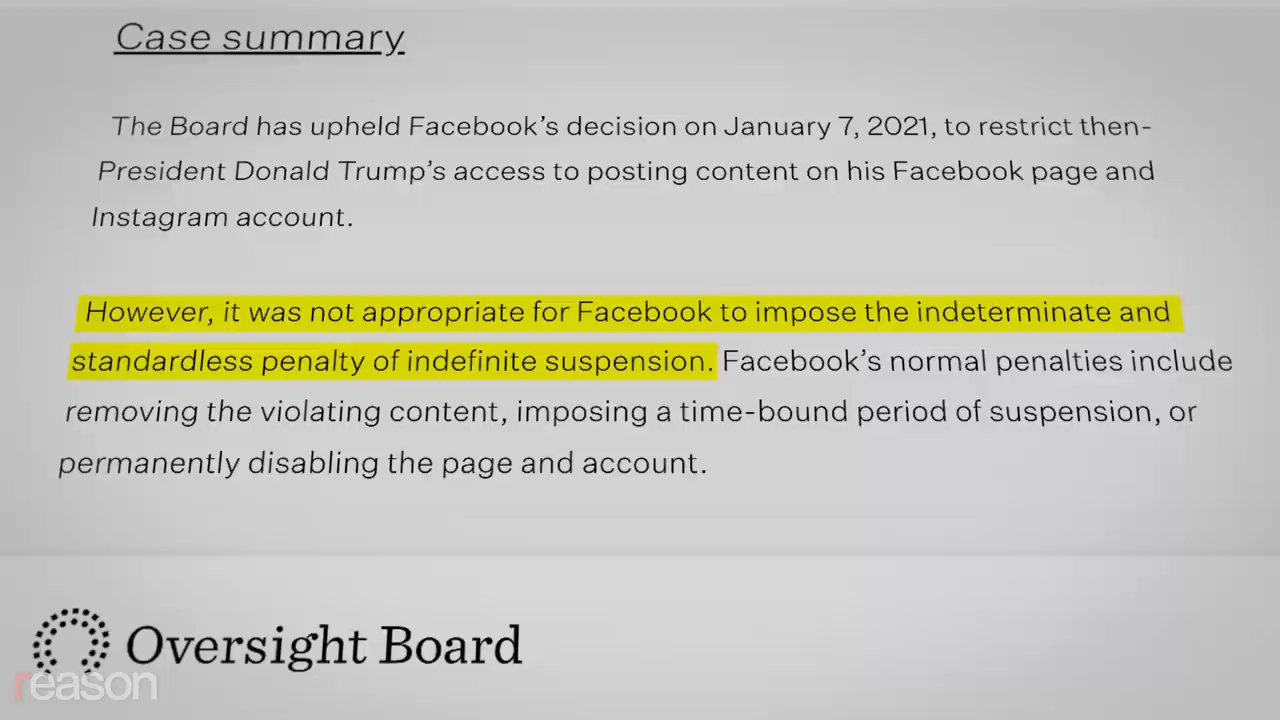 Case summary
The Board has upheld Facebook’s decision on January 7, 2021, to restrict then-
President Donald Trump’s access to posting content on his Facebook page and
Instagram account.
However, it was not appropriate for Facebook to impose the indeterminate and
standardless penalty of indefinite suspension. Facebook’s normal penalties include
removing the violating content, imposing a time-bound period of suspension, or
permanently disabling the page and account.
Oversight Board
reason